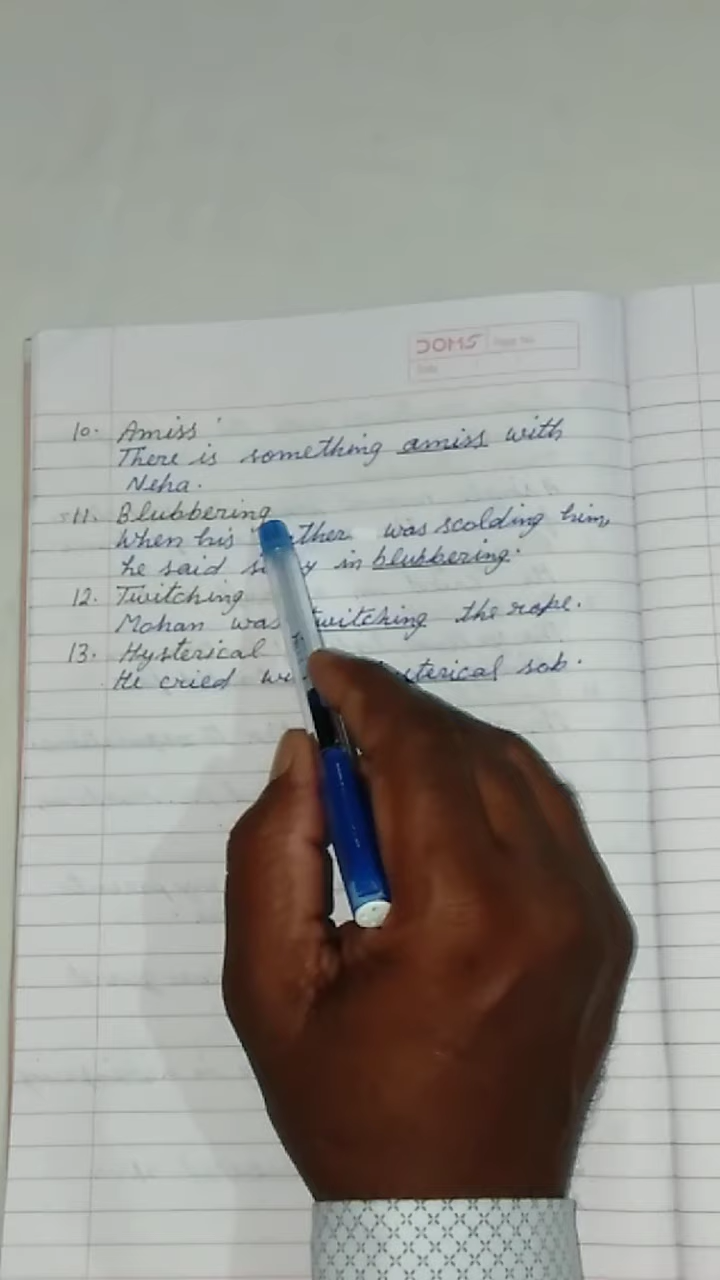 DOMS
10. Amiss
There is something amiss with
Neha.
11. Blubbering
When his was scolding him,
he said in blubbering.
12. Twitching
Mohan was twitching the rope.
13. Hysterical
He cried sob.